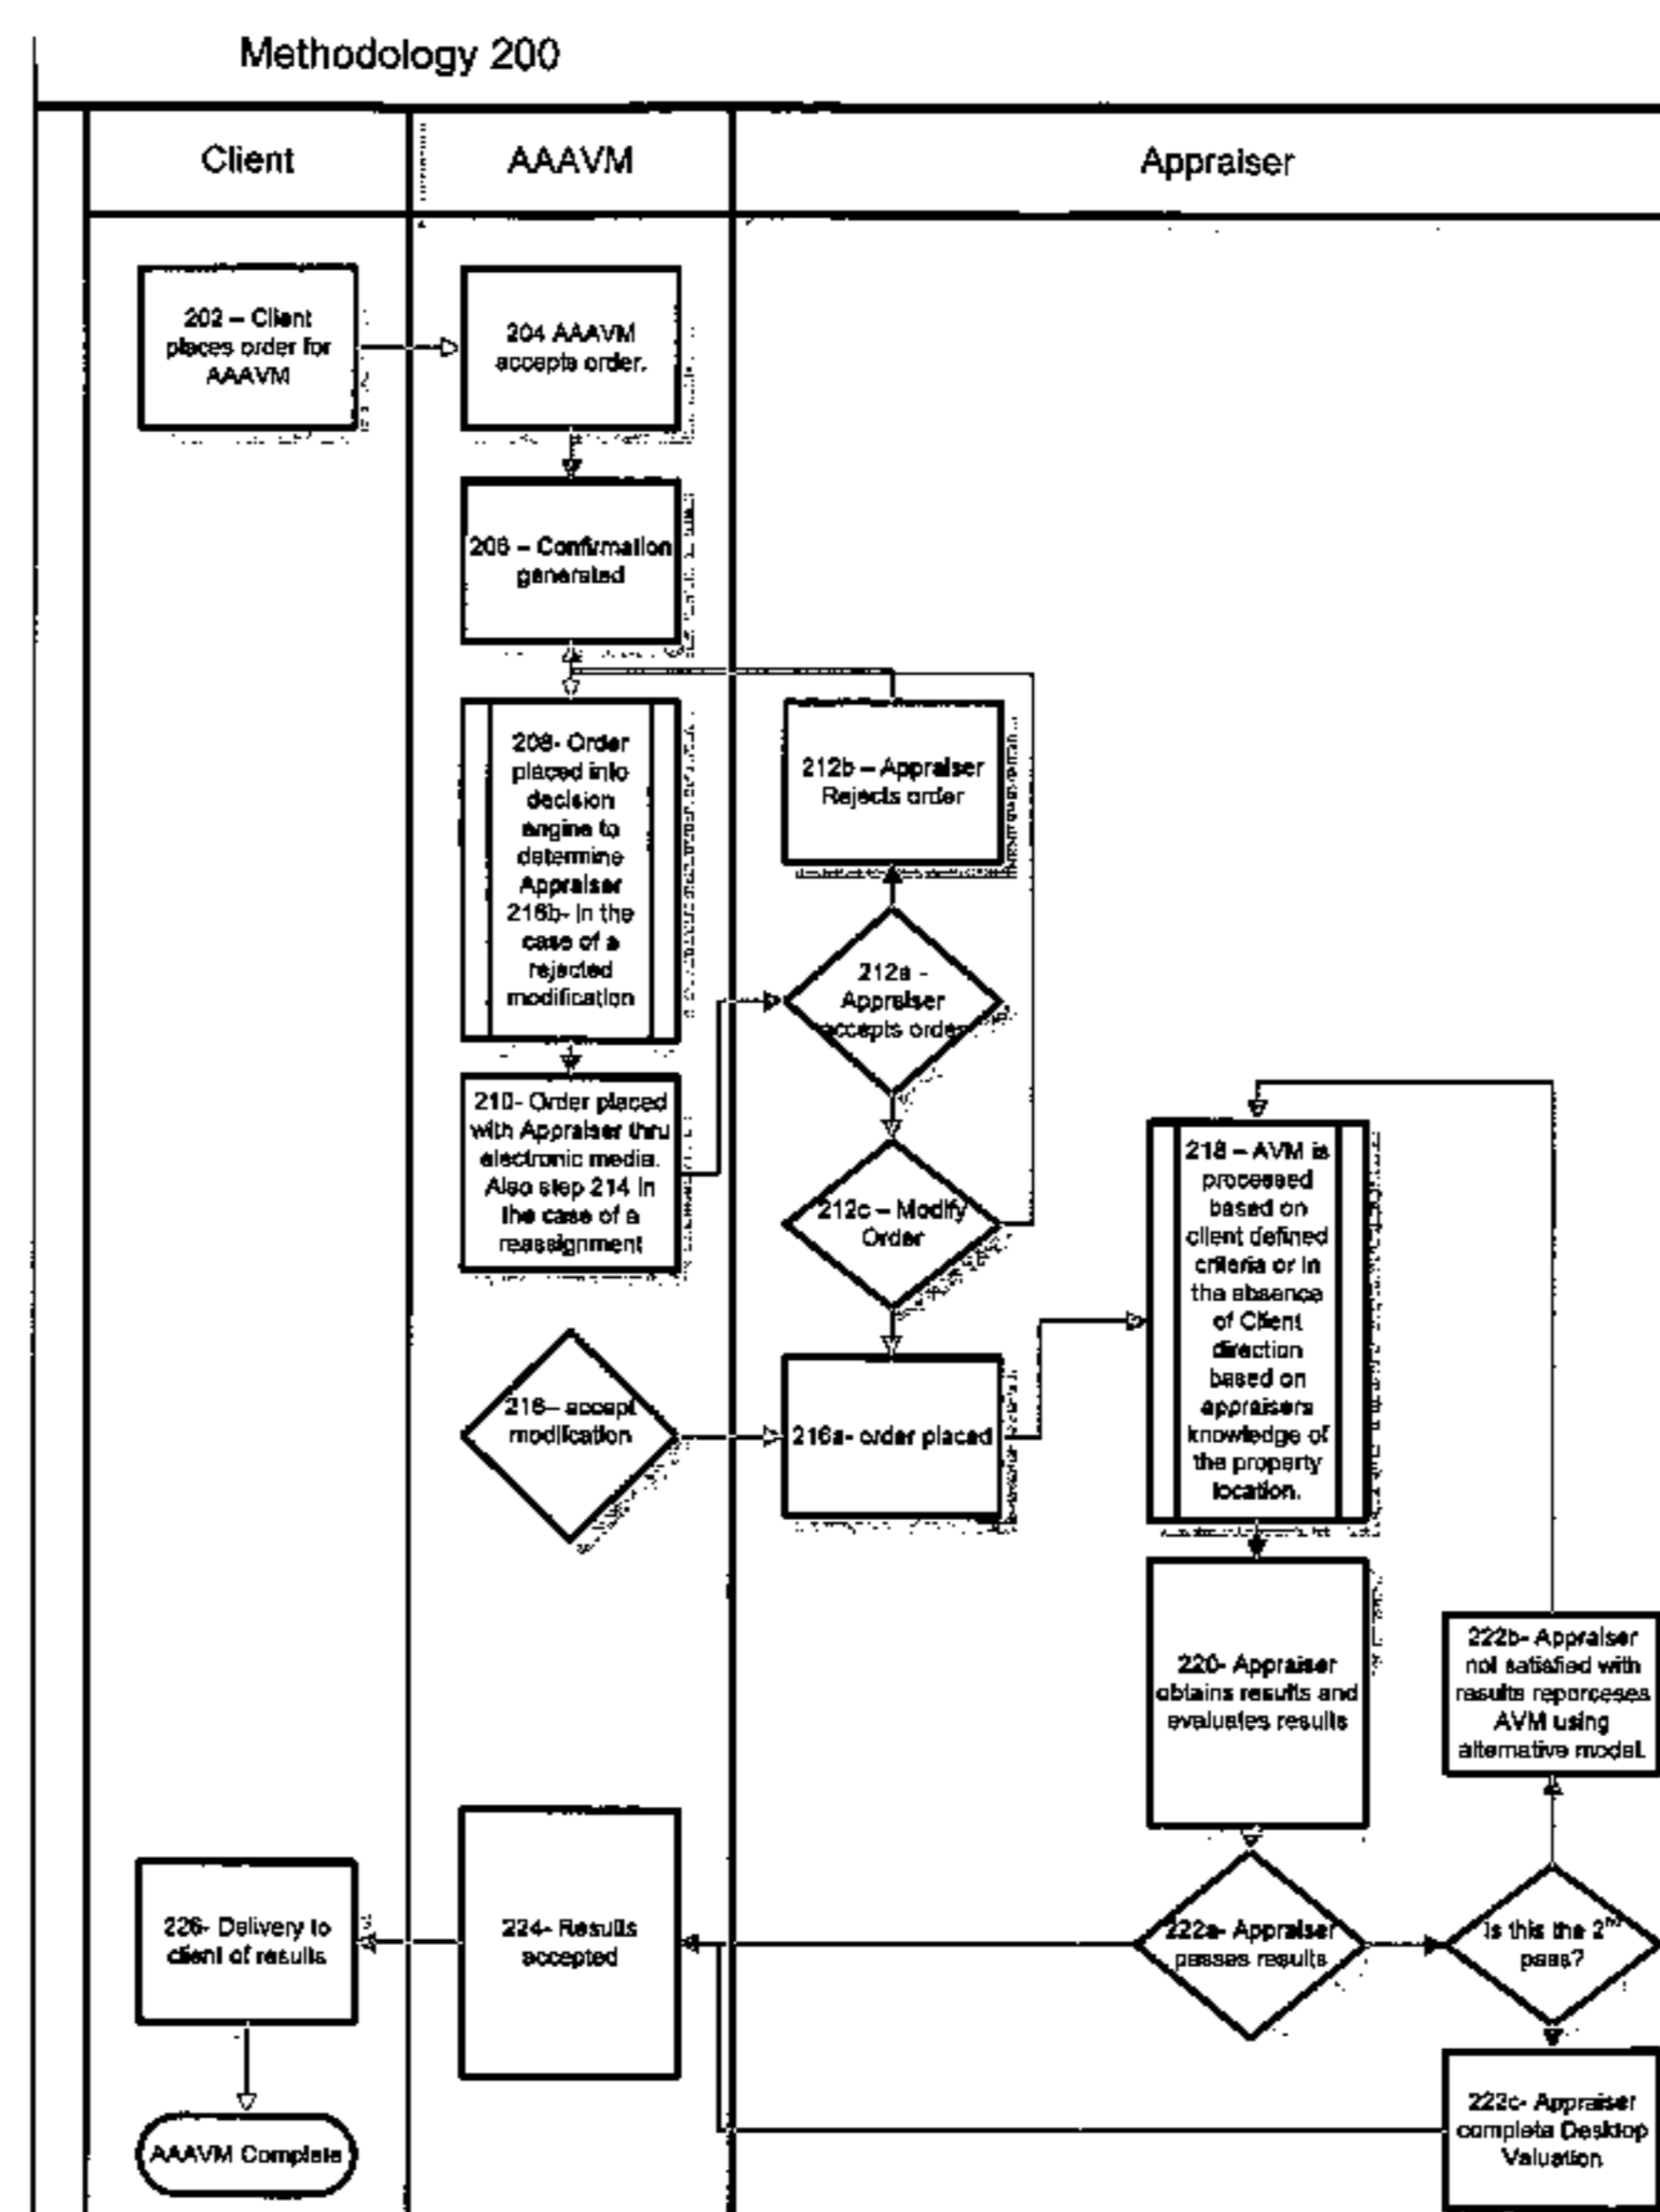 Methodology 200
Client
AAAVM
Appraiser
202 – Client
places order for
AAAVM
204 AAAVM
accepts order.
206 – Confirmation
generated
208- Order
placed into
decision
engine to
determine
Appraiser
216b- In the
case of a
rejected
modification
212b – Appraiser
Rejects order
212a -
Appraiser
accepts order
210- Order placed
with Appraiser thru
electronic media.
Also step 214 in
the case of a
reassignment
212c – Modify
Order
218 – AVM is
processed
based on
client defined
criteria or in
the absence
of Client
direction
based on
appraisers
knowledge of
the property
location.
216– accept
modification
216a- order placed
220- Appraiser
obtains results and
evaluates results
222b- Appraiser
not satisfied with
results reporceses
AVM using
alternative model.
226- Delivery to
client of results
224- Results
accepted
222a- Appraiser
passes results
Is this the 2nd
pass?
AAAVM Complete
222c- Appraiser
complete Desktop
Valuation